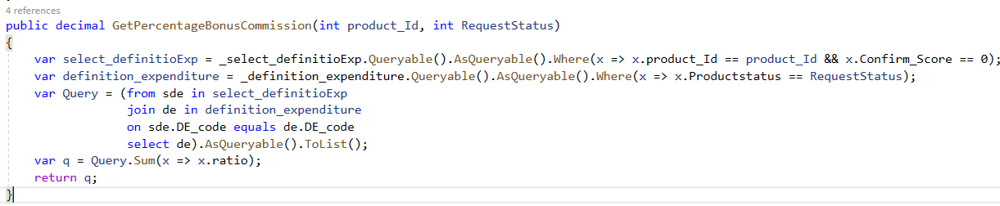 4 references
public decimal GetPercentageBonusCommission(int product_Id, int RequestStatus)
{
var select_definitioExp = _select_definitioExp.Queryable().AsQueryable().Where(x => x.product_Id == product_Id && x.Confirm_Score == 0);
var definition_expenditure = _definition_expenditure.Queryable().AsQueryable().Where(x => x.Productstatus == RequestStatus);
var Query = (from sde in select_definitioExp
join de in definition_expenditure
on sde.DE_code equals de.DE_code
select de).AsQueryable().ToList();
var q = Query.Sum(x => x.ratio);
return q;
}